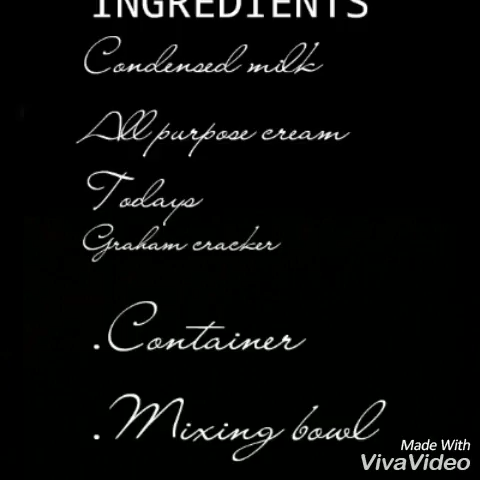 INGREDIENTS
Condensed milk
All purpose cream
Todays
Graham cracker
.Container
.Mixing bowl
Made With
VivaVideo